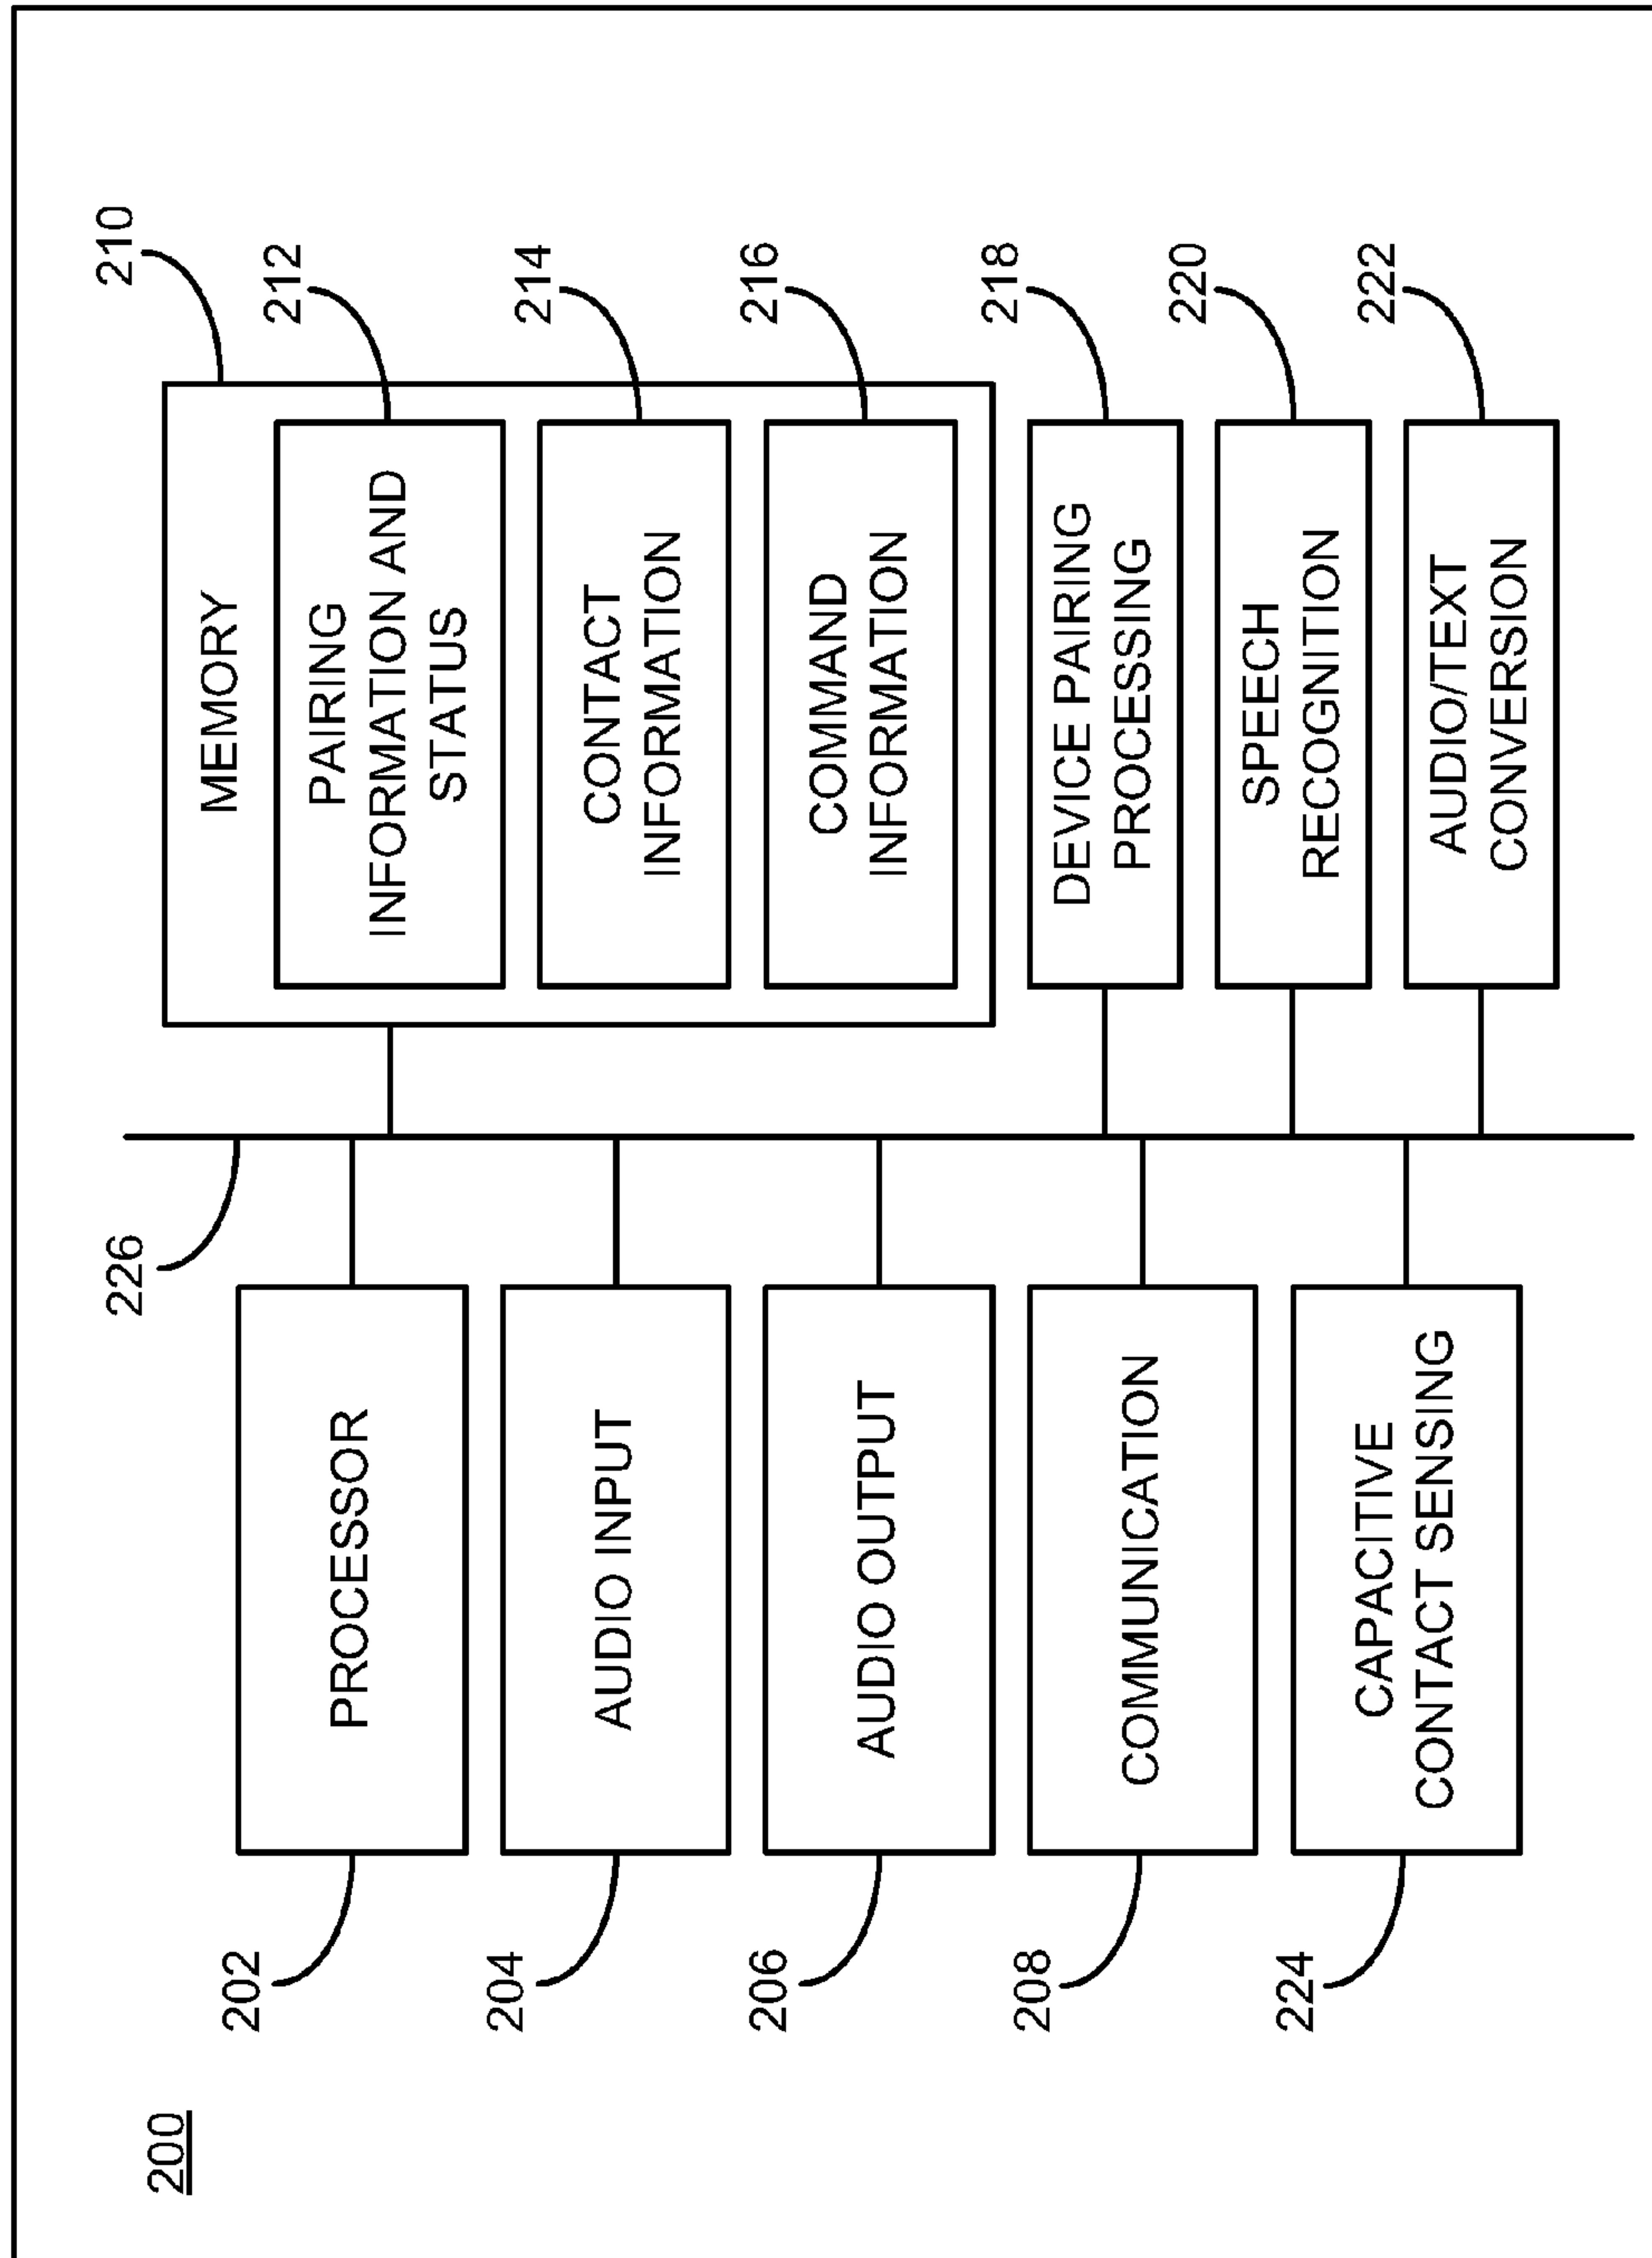 200
202
PROCESSOR
204
AUDIO INPUT
206
AUDIO OUTPUT
208
COMMUNICATION
224
CAPACITIVE
CONTACT SENSING
226
210
MEMORY
212
PAIRING
INFORMATION AND
STATUS
214
CONTACT
INFORMATION
216
COMMAND
INFORMATION
218
DEVICE PAIRING
PROCESSING
220
SPEECH
RECOGNITION
222
AUDIO/TEXT
CONVERSION